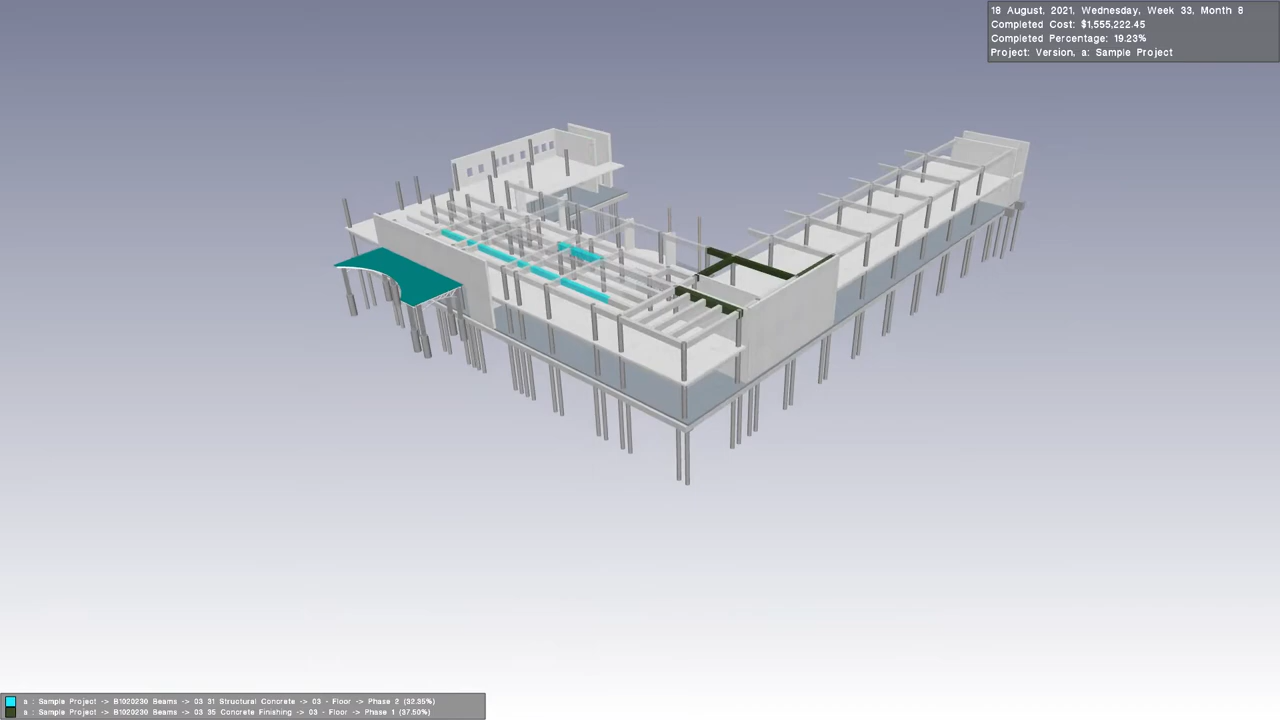 18 August, 2021, Wednesday, Week 33, Month 8
Completed Cost: $1,555,222.45
Completed Percentage: 19.23%
Project: Version, a: Sample Project
a : Sample Project -> B1020230 Beams -> 03 31 Structural Concrete -> 03 - Floor -> Phase 2 (32.35%)
a : Sample Project -> B1020230 Beams -> 03 35 Concrete Finishing -> 03 - Floor -> Phase 1 (37.50%)